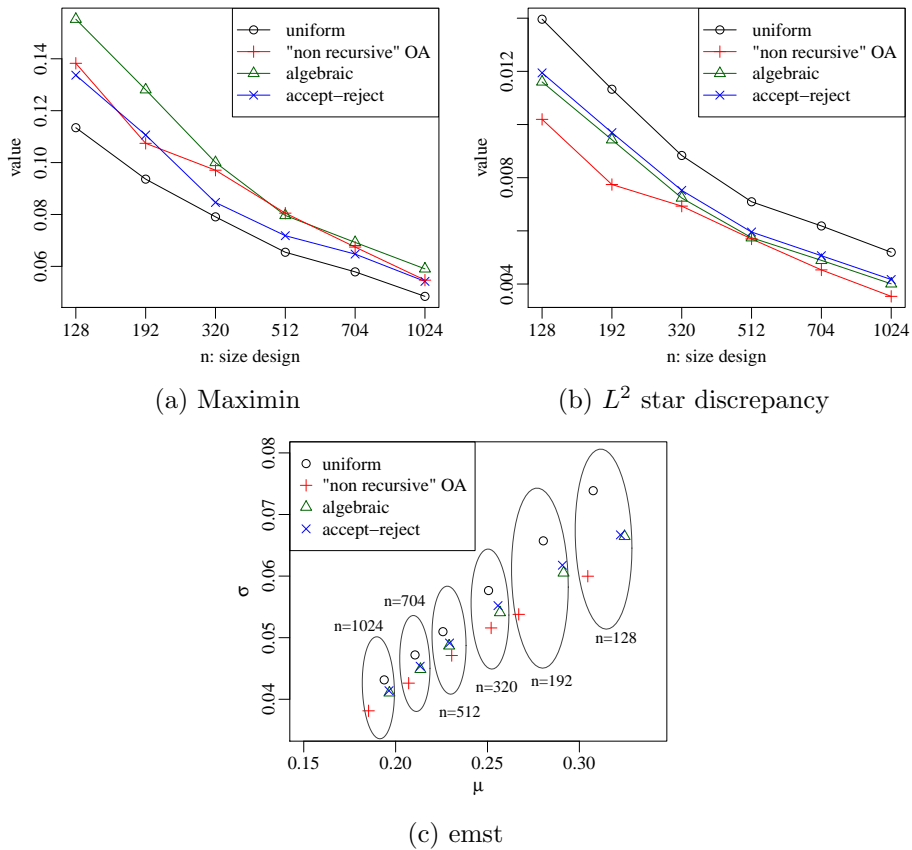 uniform
"non recursive" OA
algebraic
accept−reject
value
0.06 0.08 0.10 0.12 0.14
128 192 320 512 704 1024
n: size design
(a) Maximin
uniform
"non recursive" OA
algebraic
accept−reject
value
0.004 0.008 0.012
128 192 320 512 704 1024
n: size design
(b) L² star discrepancy
uniform
"non recursive" OA
algebraic
accept−reject
σ
0.04 0.05 0.06 0.07 0.08
n=704
n=1024
n=128
n=192
n=320
n=512
0.15 0.20 0.25 0.30
μ
(c) emst